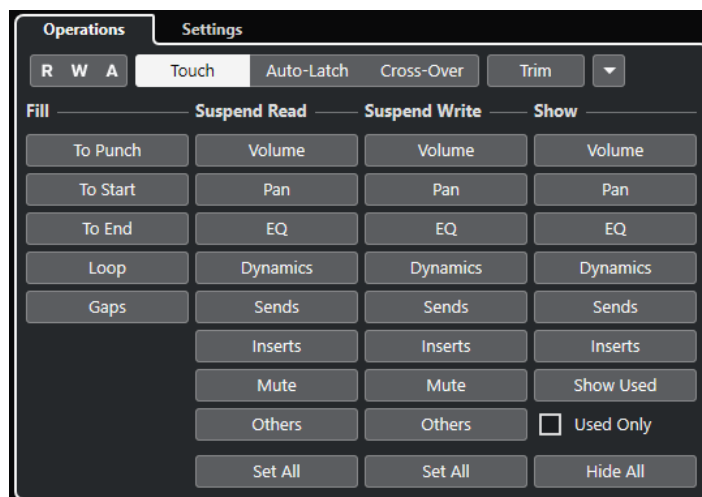 Operations Settings
R W A Touch Auto-Latch Cross-Over Trim
Fill Suspend Read Suspend Write Show
To Punch Volume Volume Volume
To Start Pan Pan Pan
To End EQ EQ EQ
Loop Dynamics Dynamics Dynamics
Gaps Sends Sends Sends
Inserts Inserts Inserts
Mute Mute Show Used
Others Others Used Only
Set All Set All Hide All